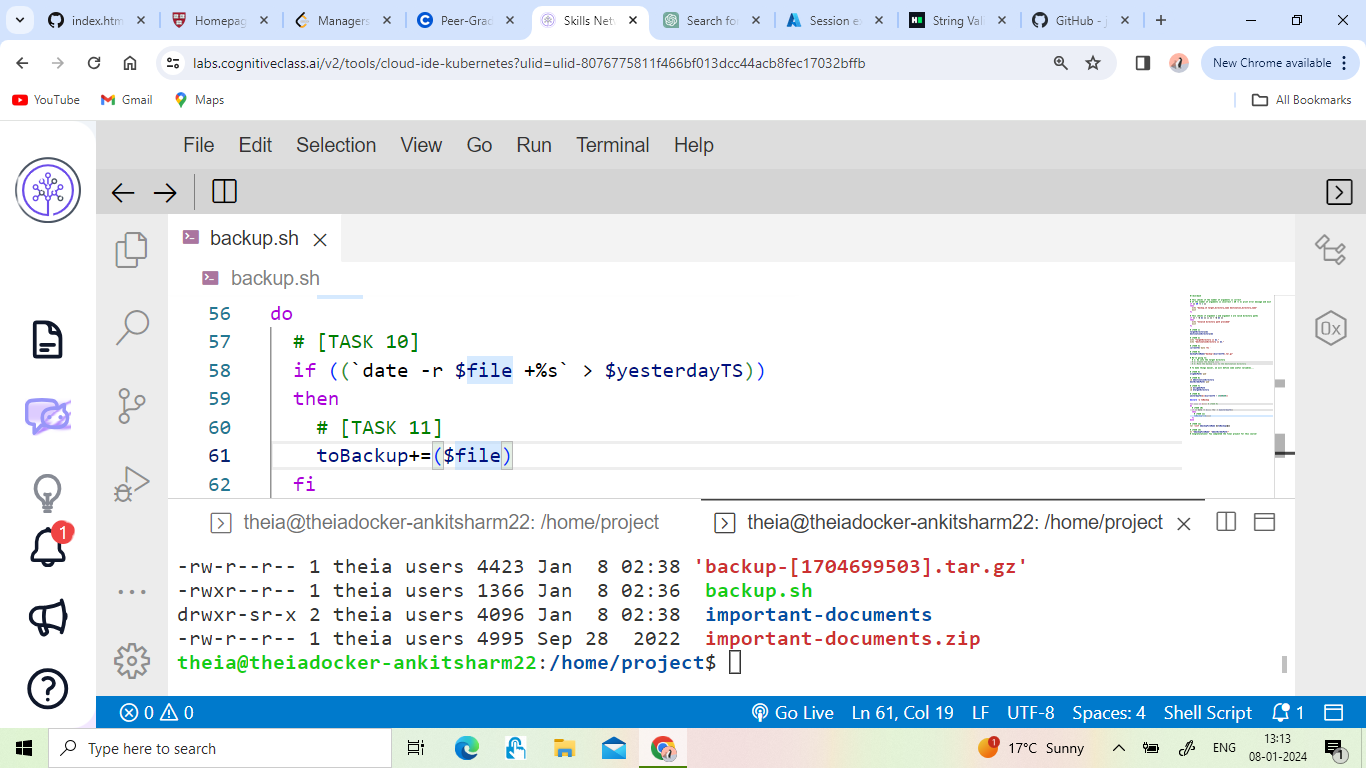 index.htm
Homepag
Managers
Peer-Grad
Skills Net
Search fo
Session e
String Val
GitHub - j
labs.cognitiveclass.ai/v2/tools/cloud-ide-kubernetes?ulid=ulid-8076775811f466bf013dcc44acb8fec17032bffb
New Chrome available
YouTube
Gmail
Maps
All Bookmarks
File Edit Selection View Go Run Terminal Help
backup.sh
backup.sh
56 do
57 # [TASK 10]
58 if ((`date -r $file +%s` > $yesterdayTS))
59 then
60 # [TASK 11]
61 toBackup+=($file)
62 fi
theia@theiadocker-ankitsharm22: /home/project
theia@theiadocker-ankitsharm22: /home/project
-rw-r--r-- 1 theia users 4423 Jan 8 02:38 'backup-[1704699503].tar.gz'
-rwxr--r-- 1 theia users 1366 Jan 8 02:36 backup.sh
drwxr-sr-x 2 theia users 4096 Jan 8 02:38 important-documents
-rw-r--r-- 1 theia users 4995 Sep 28 2022 important-documents.zip
theia@theiadocker-ankitsharm22:/home/project$
1
0 0
Go Live Ln 61, Col 19 LF UTF-8 Spaces: 4 Shell Script 1
Type here to search
1
17°C Sunny
ENG
13:13
08-01-2024
1